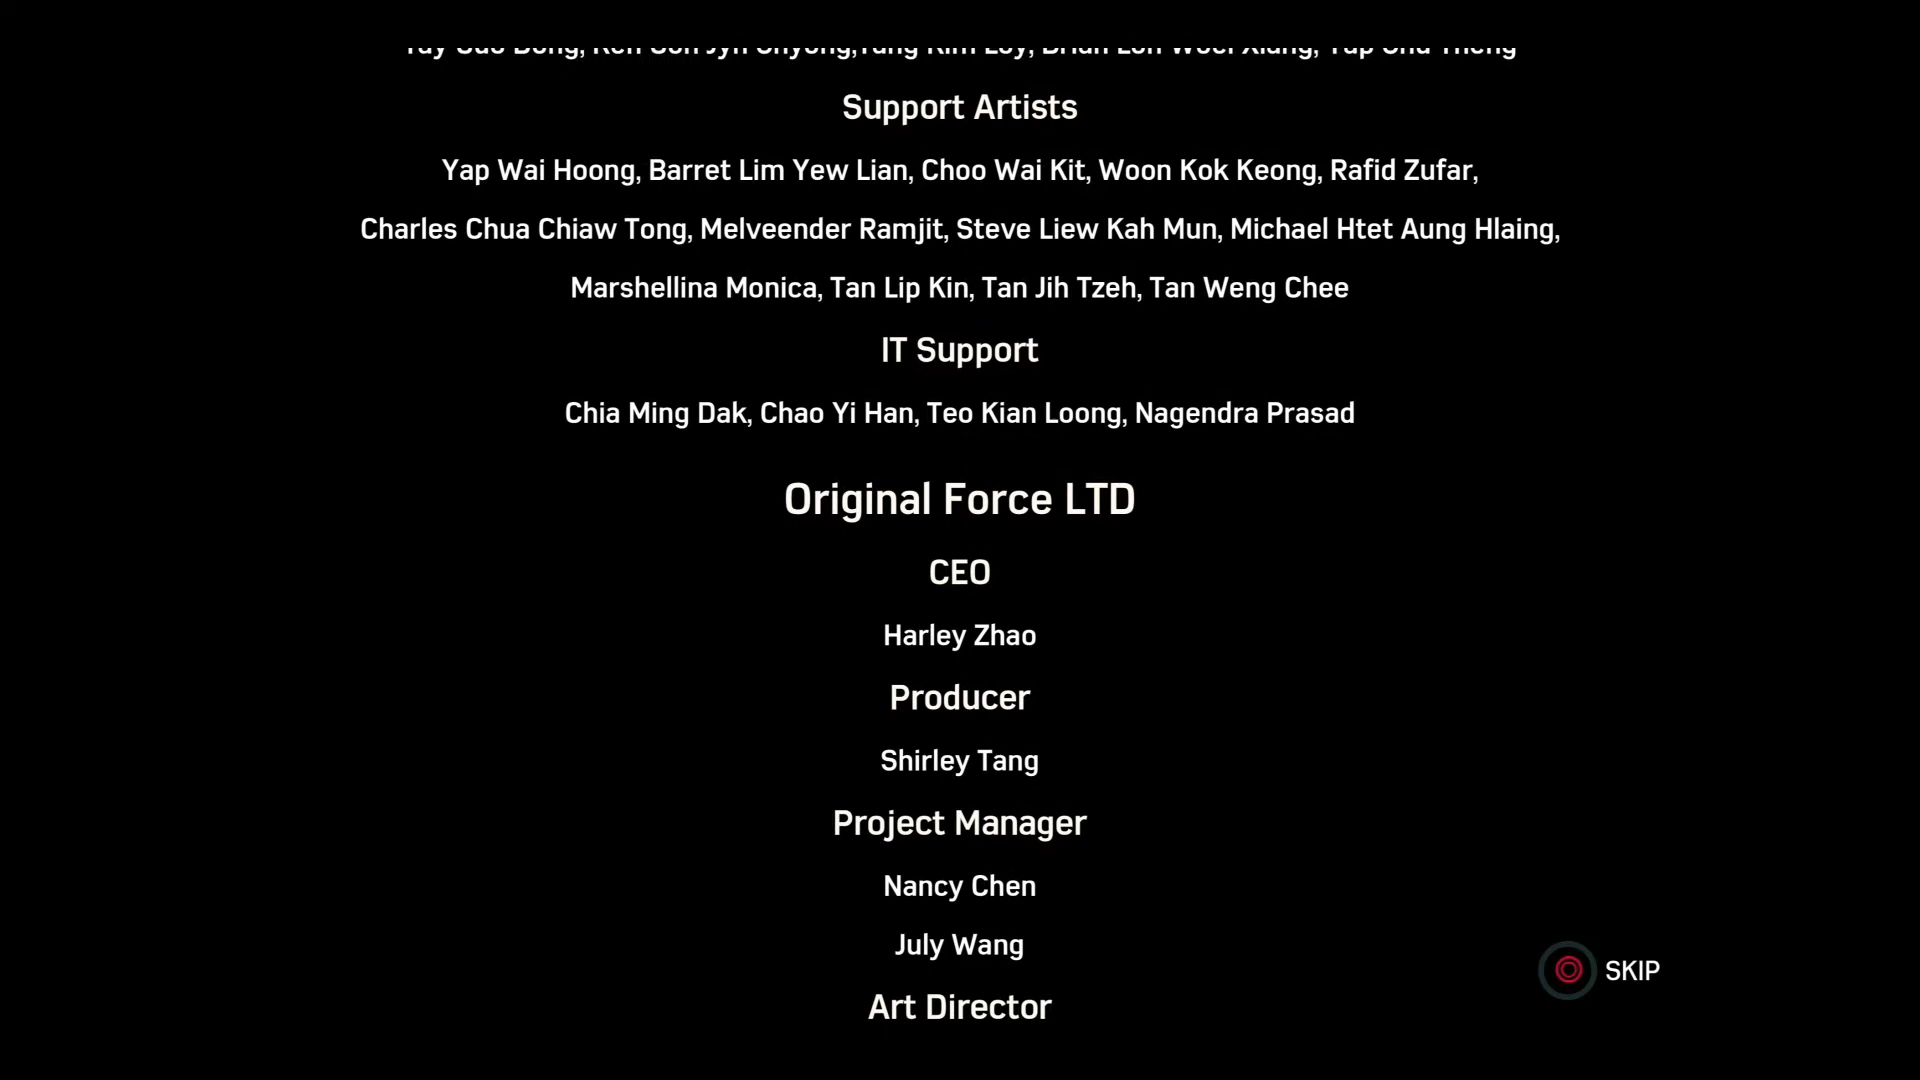 Support Artists
Yap Wai Hoong, Barret Lim Yew Lian, Choo Wai Kit, Woon Kok Keong, Rafid Zufar,
Charles Chua Chiaw Tong, Melveender Ramjit, Steve Liew Kah Mun, Michael Htet Aung Hlaing,
Marshellina Monica, Tan Lip Kin, Tan Jih Tzeh, Tan Weng Chee
IT Support
Chia Ming Dak, Chao Yi Han, Teo Kian Loong, Nagendra Prasad
Original Force LTD
CEO
Harley Zhao
Producer
Shirley Tang
Project Manager
Nancy Chen
July Wang
SKIP
Art Director